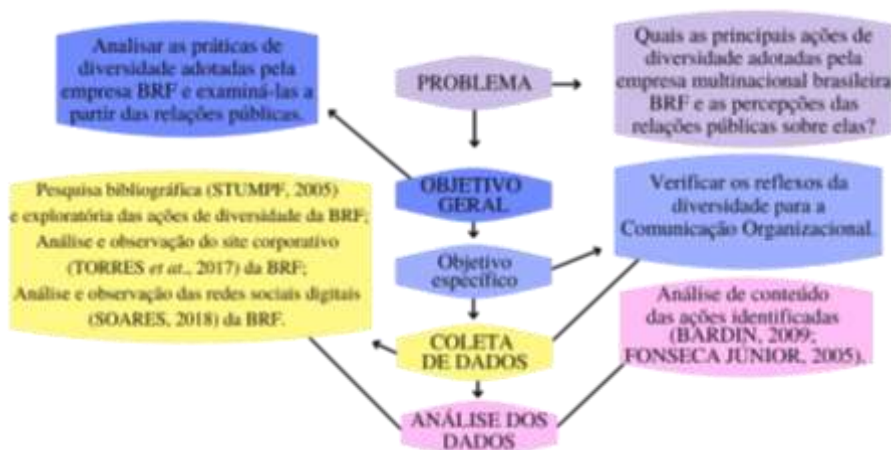 Analisar as práticas de
diversidade adotadas pela
empresa BRF e examiná-las a
partir das relações públicas.
PROBLEMA
Quais as principais ações de
diversidade adotadas pela
empresa multinacional brasileira
BRF e as percepções das
relações públicas sobre elas?
OBJETIVO
GERAL
Pesquisa bibliográfica (STUMPF, 2005)
e exploratória das ações de diversidade da BRF;
Análise e observação do site corporativo
(TORRES et at., 2017) da BRF;
Análise e observação das redes sociais digitais
(SOARES, 2018) da BRF.
Verificar os reflexos da
diversidade para a
Comunicação Organizacional.
Objetivo
espécífico
COLETA
DE DADOS
Análise de conteúdo
das ações identificadas
(BARDIN, 2009;
FONSECA JÚNIOR, 2005).
ANÁLISE DOS
DADOS